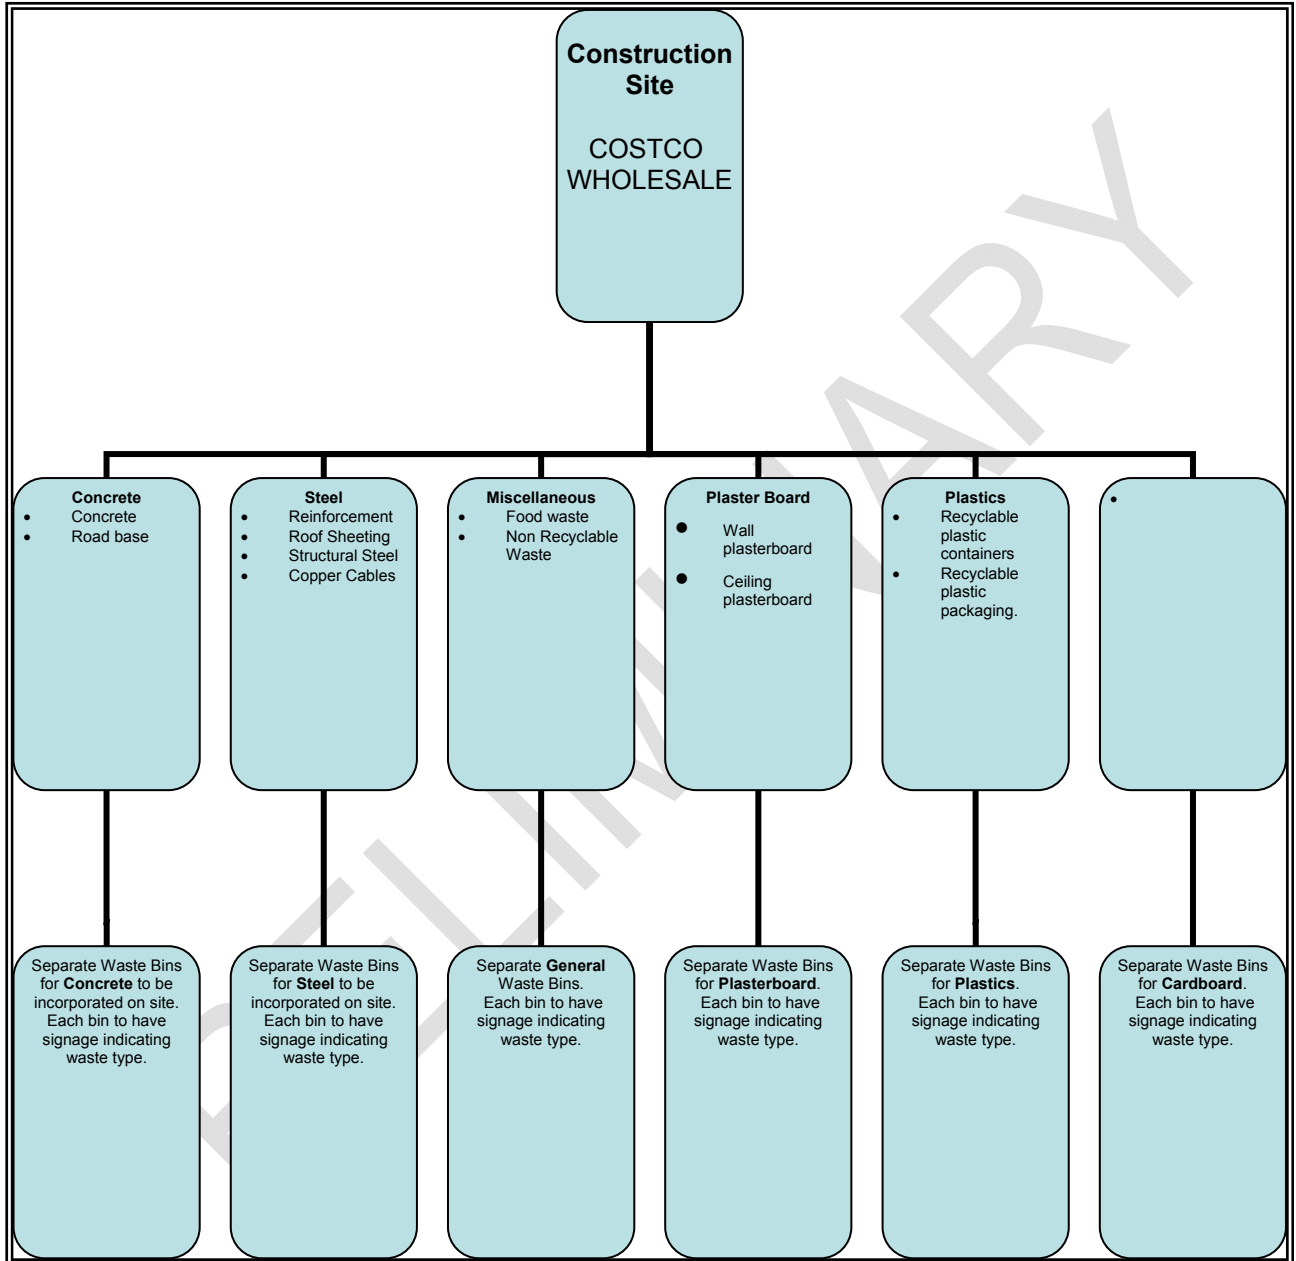 Construction
Site
COSTCO
WHOLESALE
Concrete
• Concrete
• Road base
Steel
• Reinforcement
• Roof Sheeting
• Structural Steel
• Copper Cables
Miscellaneous
• Food waste
• Non Recyclable
Waste
Plaster Board
• Wall
plasterboard
• Ceiling
plasterboard
Plastics
• Recyclable
plastic
containers
• Recyclable
plastic
packaging.
•
Separate Waste Bins
for Concrete to be
incorporated on site.
Each bin to have
signage indicating
waste type.
Separate Waste Bins
for Steel to be
incorporated on site.
Each bin to have
signage indicating
waste type.
Separate General
Waste Bins.
Each bin to have
signage indicating
waste type.
Separate Waste Bins
for Plasterboard.
Each bin to have
signage indicating
waste type.
Separate Waste Bins
for Plastics.
Each bin to have
signage indicating
waste type.
Separate Waste Bins
for Cardboard.
Each bin to have
signage indicating
waste type.
PRELIMINARY